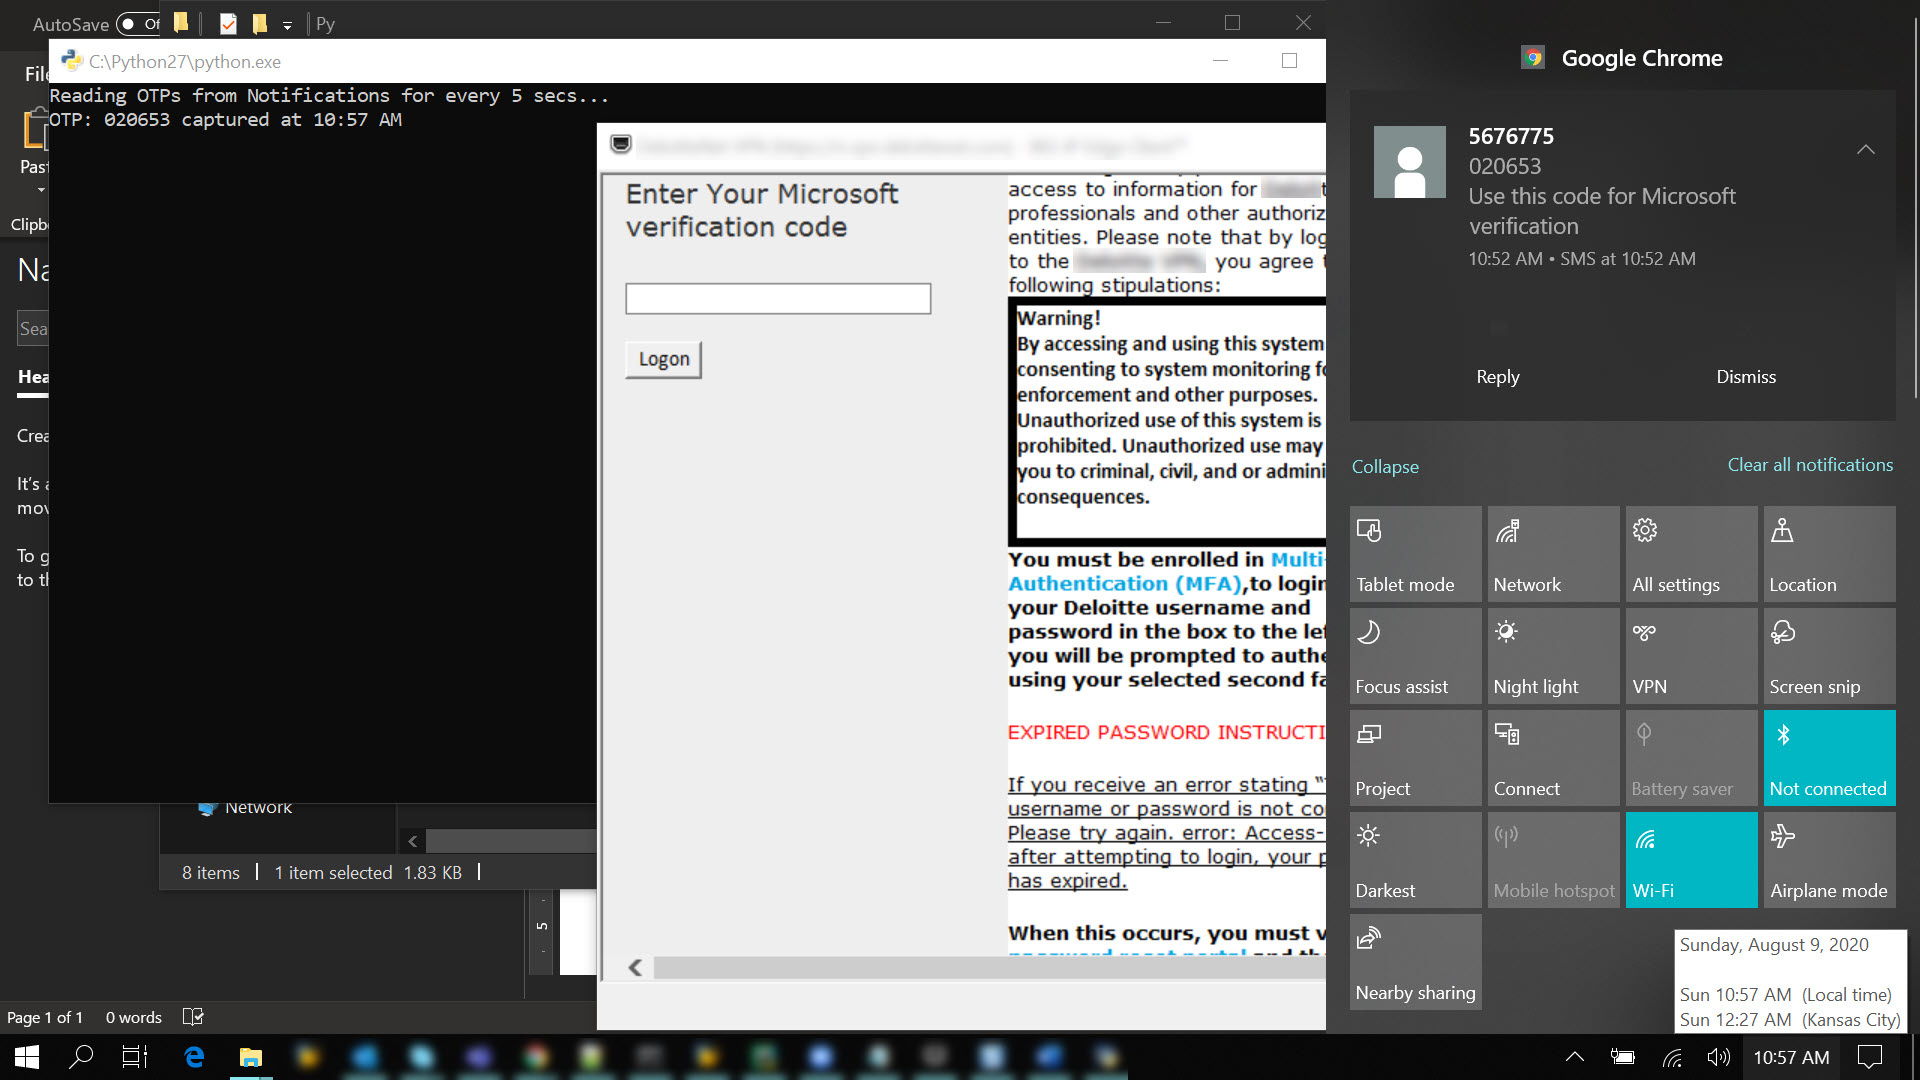 AutoSave Of
Py
File
Past
Clipb
Na
Sea
Hea
Crea
It's a
mov
To g
to th
C:\Python27\python.exe
Reading OTPs from Notifications for every 5 secs...
OTP: 020653 captured at 10:57 AM
Network
8 items 1 item selected 1.83 KB
5
Page 1 of 1 0 words
Enter Your Microsoft
verification code
Logon
access to information for
professionals and other authoriz
entities. Please note that by log
to the you agree t
following stipulations:
Warning!
By accessing and using this system
consenting to system monitoring fo
enforcement and other purposes.
Unauthorized use of this system is
prohibited. Unauthorized use may
you to criminal, civil, and or admini
consequences.
You must be enrolled in Multi-
Authentication (MFA),to login
your Deloitte username and
password in the box to the lef
you will be prompted to authe
using your selected second fa
EXPIRED PASSWORD INSTRUCTI
If you receive an error stating "
username or password is not co
Please try again. error: Access-
after attempting to login, your p
has expired.
When this occurs, you must v
password reset portal and th
Google Chrome
5676775
020653
Use this code for Microsoft
verification
10:52 AM • SMS at 10:52 AM
Reply Dismiss
Collapse Clear all notifications
Tablet mode Network All settings Location
Focus assist Night light VPN Screen snip
Project Connect Battery saver Not connected
Darkest Mobile hotspot Wi-Fi Airplane mode
Nearby sharing
Sunday, August 9, 2020
Sun 10:57 AM (Local time)
Sun 12:27 AM (Kansas City)
10:57 AM